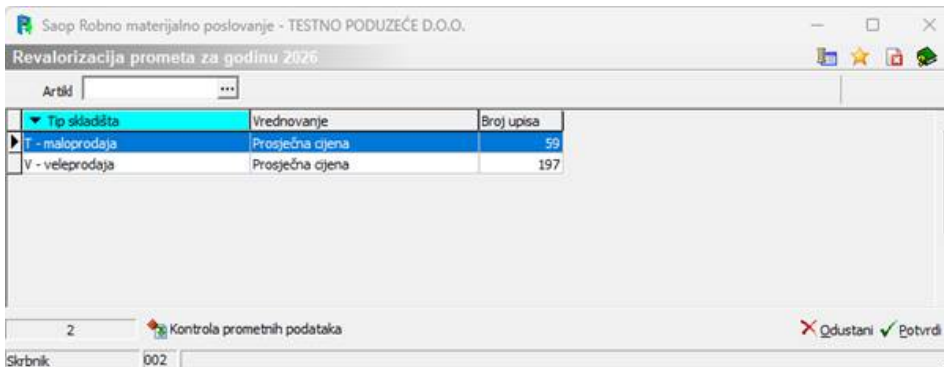 Saop Robno materijalno poslovanje - TESTNO PODUZEĆE D.O.O.
Revalorizacija prometa za godinu 2026
Artikl ...
Tip skladišta Vrednovanje Broj upisa
T - maloprodaja Prosječna cijena 59
V - veleprodaja Prosječna cijena 197
2 Kontrola prometnih podataka Odustani Potvrdi
Skrbnik 002